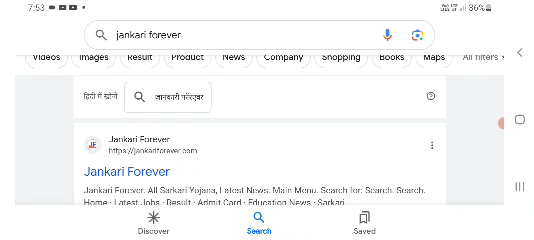 7:53
36%
jankari forever
Videos Images Result Product News Company Shopping Books Maps All filters
हिंदी में खोजें जानकारी फॉरएवर
JF
Jankari Forever
https://jankariforever.com
Jankari Forever
Jankari Forever. All Sarkari Yojana, Latest News. Main Menu. Search for: Search. Search.
Home · Latest Jobs · Result · Admit Card · Education News · Sarkari
Discover Search Saved